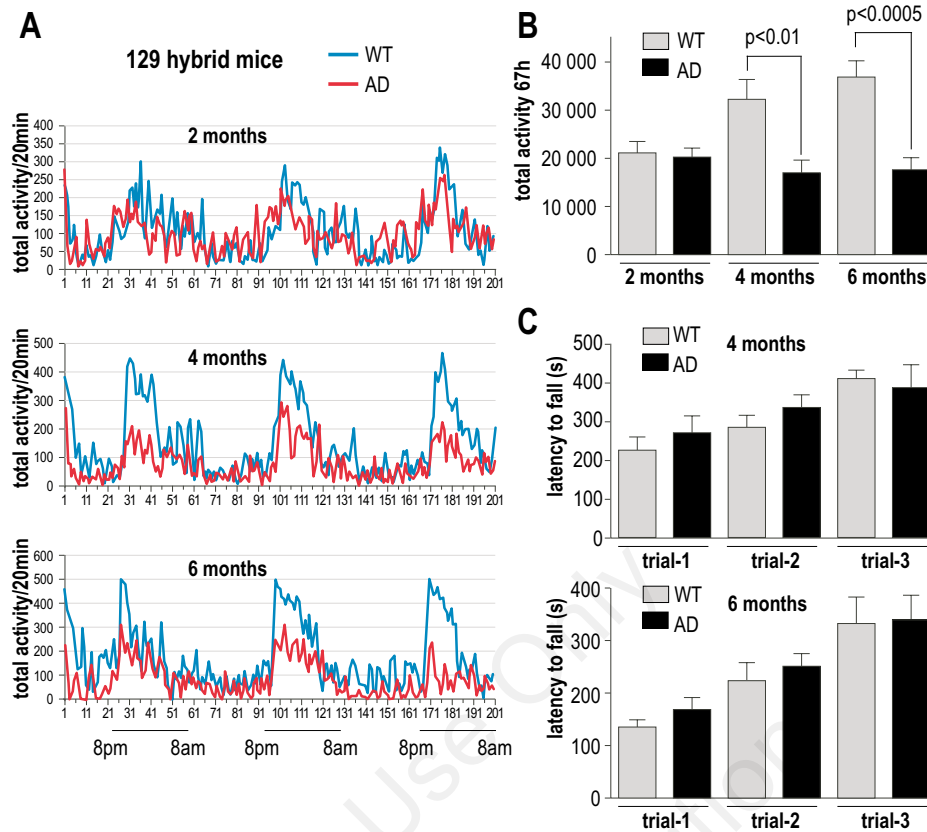 A
129 hybrid mice
WT
AD
2 months
total activity/20min
400
350
300
250
200
150
100
50
0
1 11 21 31 41 51 61 71 81 91 101 111 121 131 141 151 161 171 181 191 201
4 months
total activity/20min
500
400
300
200
100
0
1 11 21 31 41 51 61 71 81 91 101 111 121 131 141 151 161 171 181 191 201
6 months
total activity/20min
600
500
400
300
200
100
0
1 11 21 31 41 51 61 71 81 91 101 111 121 131 141 151 161 171 181 191 201
8pm 8am 8pm 8am 8pm 8am
B
WT
AD
p<0.01
p<0.0005
total activity 67h
40 000
30 000
20 000
10 000
0
2 months 4 months 6 months
C
WT
AD
4 months
latency to fall (s)
500
400
300
200
100
0
trial-1 trial-2 trial-3
WT
AD
6 months
latency to fall (s)
400
300
200
100
0
trial-1 trial-2 trial-3
Use Only